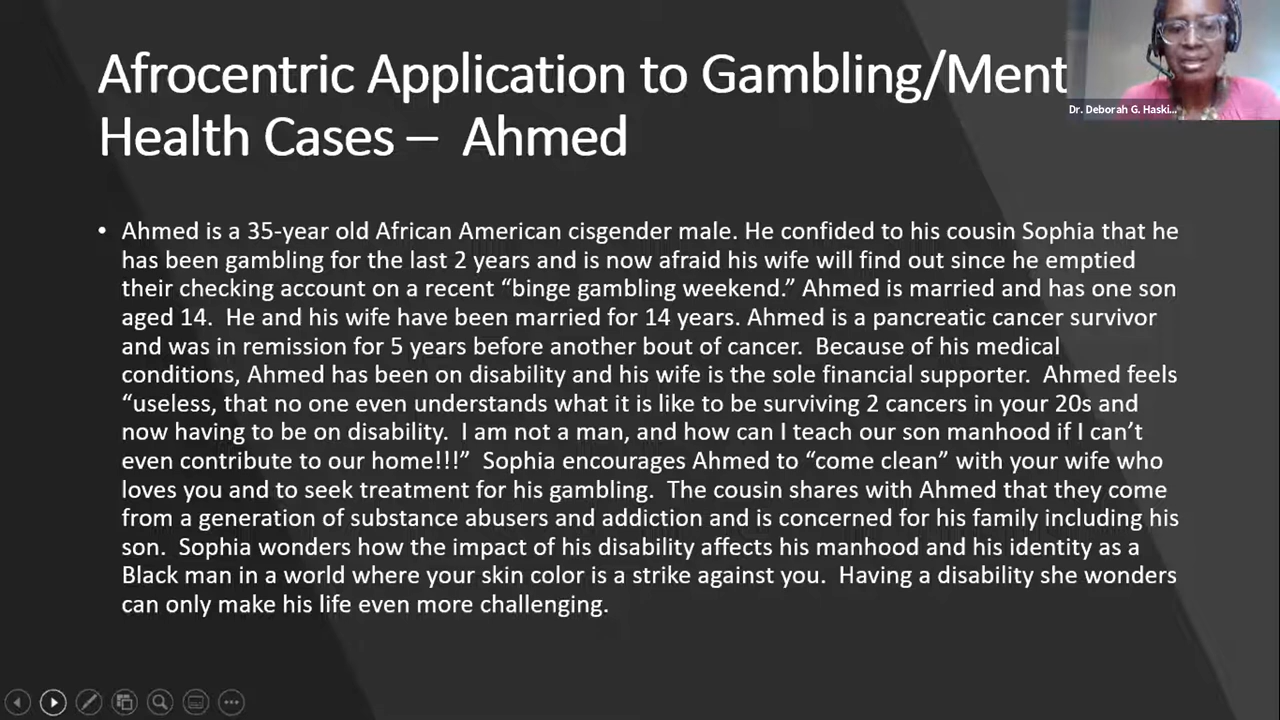 Afrocentric Application to Gambling/Ment
Health Cases – Ahmed
Dr. Deborah G. Haski...
• Ahmed is a 35-year old African American cisgender male. He confided to his cousin Sophia that he
has been gambling for the last 2 years and is now afraid his wife will find out since he emptied
their checking account on a recent “binge gambling weekend.” Ahmed is married and has one son
aged 14. He and his wife have been married for 14 years. Ahmed is a pancreatic cancer survivor
and was in remission for 5 years before another bout of cancer. Because of his medical
conditions, Ahmed has been on disability and his wife is the sole financial supporter. Ahmed feels
“useless, that no one even understands what it is like to be surviving 2 cancers in your 20s and
now having to be on disability. I am not a man, and how can I teach our son manhood if I can’t
even contribute to our home!!!” Sophia encourages Ahmed to “come clean” with your wife who
loves you and to seek treatment for his gambling. The cousin shares with Ahmed that they come
from a generation of substance abusers and addiction and is concerned for his family including his
son. Sophia wonders how the impact of his disability affects his manhood and his identity as a
Black man in a world where your skin color is a strike against you. Having a disability she wonders
can only make his life even more challenging.